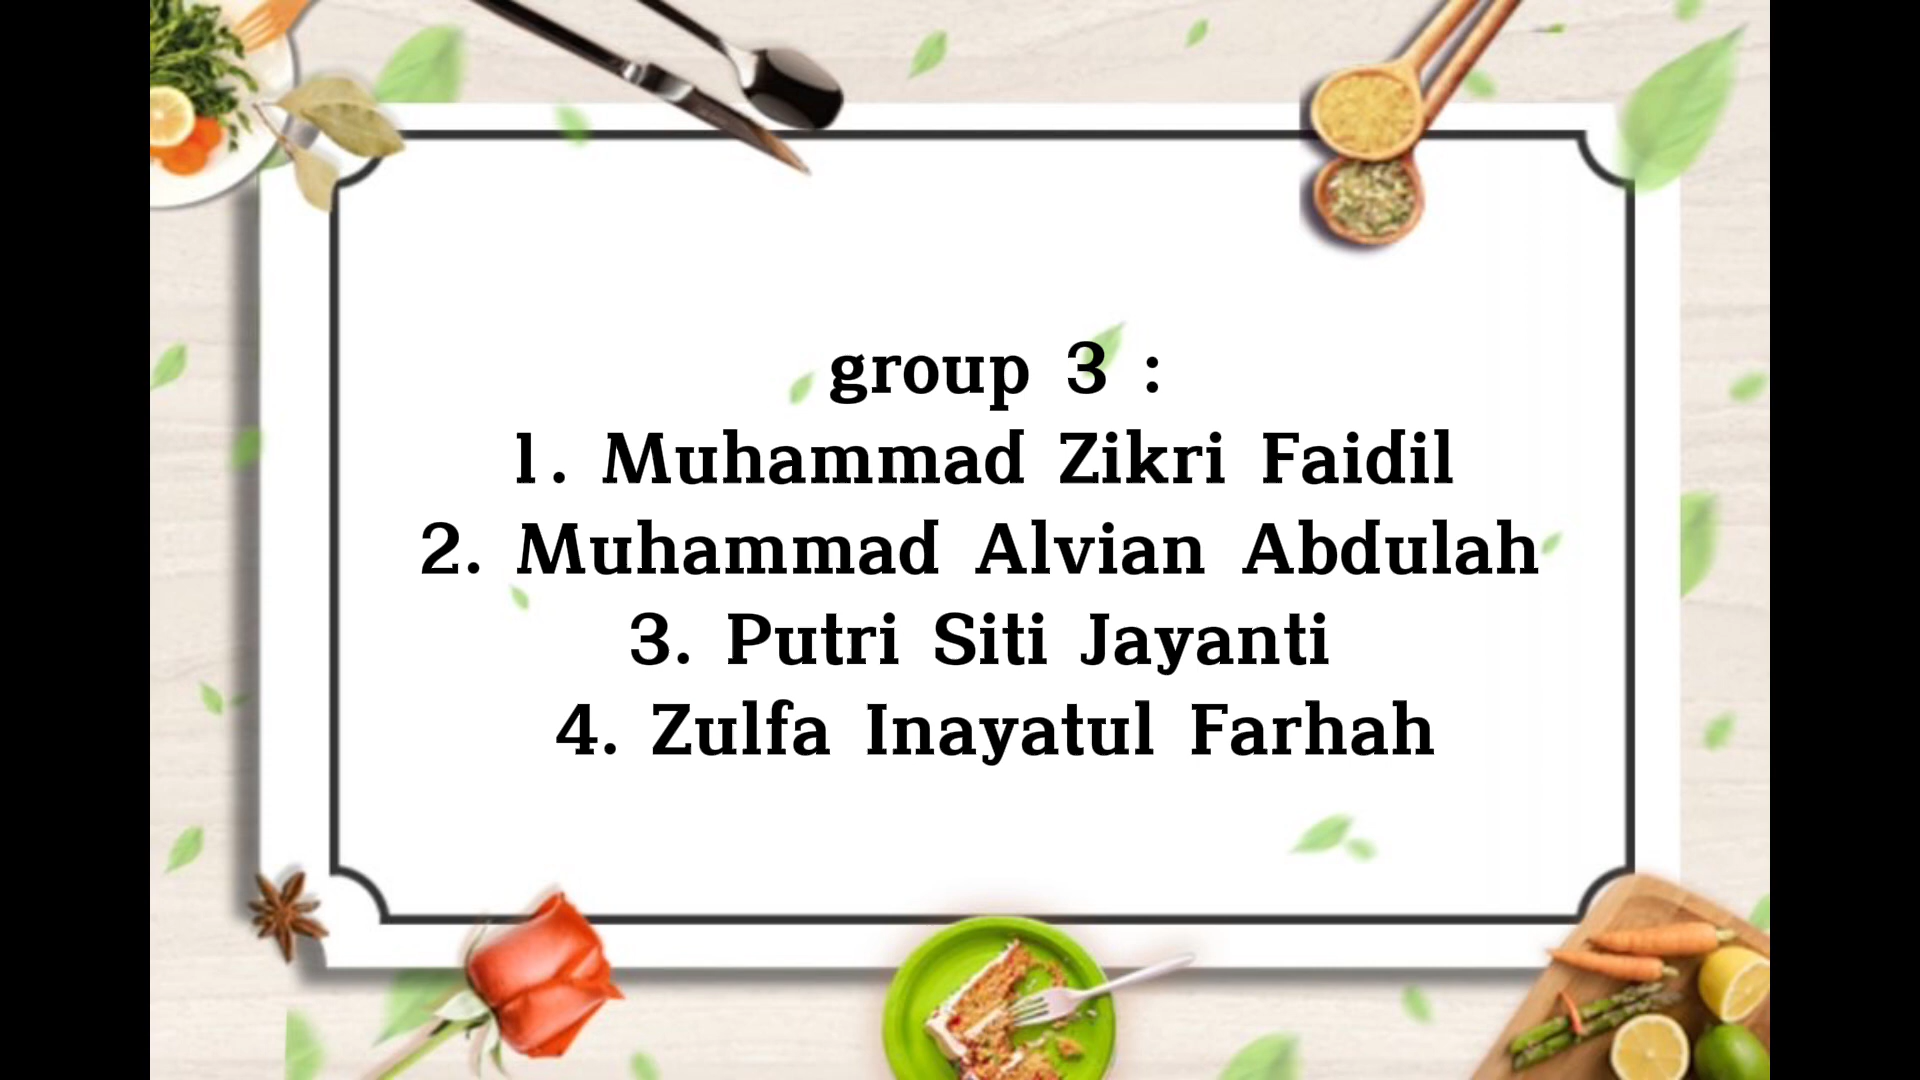 group 3 :
1. Muhammad Zikri Faidil
2. Muhammad Alvian Abdulah
3. Putri Siti Jayanti
4. Zulfa Inayatul Farhah